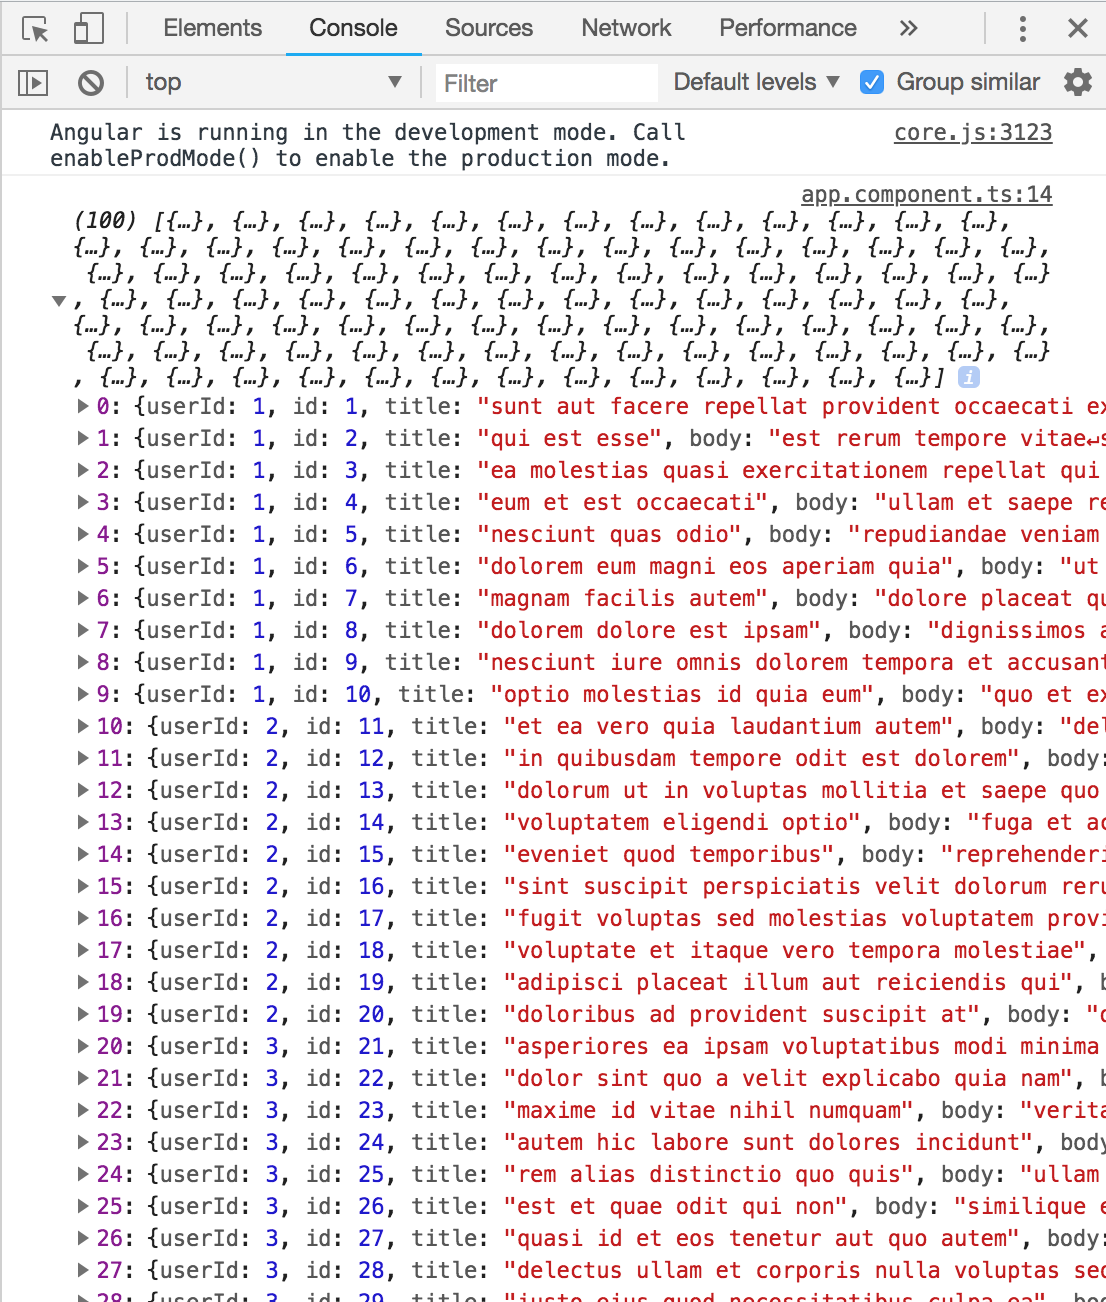 Elements Console Sources Network Performance »
top ▼ Filter Default levels ▼ Group similar
Angular is running in the development mode. Call core.js:3123
enableProdMode() to enable the production mode.
app.component.ts:14
(100) [{…}, {…}, {…}, {…}, {…}, {…}, {…}, {…}, {…}, {…}, {…}, {…}, {…},
{…}, {…}, {…}, {…}, {…}, {…}, {…}, {…}, {…}, {…}, {…}, {…}, {…}, {…}, {…},
{…}, {…}, {…}, {…}, {…}, {…}, {…}, {…}, {…}, {…}, {…}, {…}, {…}, {…}, {…}
, {…}, {…}, {…}, {…}, {…}, {…}, {…}, {…}, {…}, {…}, {…}, {…}, {…}, {…},
{…}, {…}, {…}, {…}, {…}, {…}, {…}, {…}, {…}, {…}, {…}, {…}, {…}, {…}, {…},
{…}, {…}, {…}, {…}, {…}, {…}, {…}, {…}, {…}, {…}, {…}, {…}, {…}, {…}, {…}
, {…}, {…}, {…}, {…}, {…}, {…}, {…}, {…}, {…}, {…}, {…}, {…}, {…}] i
0: {userId: 1, id: 1, title: "sunt aut facere repellat provident occaecati ex
1: {userId: 1, id: 2, title: "qui est esse", body: "est rerum tempore vitae↵s
2: {userId: 1, id: 3, title: "ea molestias quasi exercitationem repellat qui
3: {userId: 1, id: 4, title: "eum et est occaecati", body: "ullam et saepe re
4: {userId: 1, id: 5, title: "nesciunt quas odio", body: "repudiandae veniam
5: {userId: 1, id: 6, title: "dolorem eum magni eos aperiam quia", body: "ut
6: {userId: 1, id: 7, title: "magnam facilis autem", body: "dolore placeat qu
7: {userId: 1, id: 8, title: "dolorem dolore est ipsam", body: "dignissimos a
8: {userId: 1, id: 9, title: "nesciunt iure omnis dolorem tempora et accusant
9: {userId: 1, id: 10, title: "optio molestias id quia eum", body: "quo et ex
10: {userId: 2, id: 11, title: "et ea vero quia laudantium autem", body: "del
11: {userId: 2, id: 12, title: "in quibusdam tempore odit est dolorem", body:
12: {userId: 2, id: 13, title: "dolorum ut in voluptas mollitia et saepe quo
13: {userId: 2, id: 14, title: "voluptatem eligendi optio", body: "fuga et ac
14: {userId: 2, id: 15, title: "eveniet quod temporibus", body: "reprehenderi
15: {userId: 2, id: 16, title: "sint suscipit perspiciatis velit dolorum reru
16: {userId: 2, id: 17, title: "fugit voluptas sed molestias voluptatem provi
17: {userId: 2, id: 18, title: "voluptate et itaque vero tempora molestiae",
18: {userId: 2, id: 19, title: "adipisci placeat illum aut reiciendis qui", b
19: {userId: 2, id: 20, title: "doloribus ad provident suscipit at", body: "q
20: {userId: 3, id: 21, title: "asperiores ea ipsam voluptatibus modi minima
21: {userId: 3, id: 22, title: "dolor sint quo a velit explicabo quia nam", b
22: {userId: 3, id: 23, title: "maxime id vitae nihil numquam", body: "verita
23: {userId: 3, id: 24, title: "autem hic labore sunt dolores incidunt", body
24: {userId: 3, id: 25, title: "rem alias distinctio quo quis", body: "ullam
25: {userId: 3, id: 26, title: "est et quae odit qui non", body: "similique e
26: {userId: 3, id: 27, title: "quasi id et eos tenetur aut quo autem", body:
27: {userId: 3, id: 28, title: "delectus ullam et corporis nulla voluptas seq
28: {userId: 3, id: 29, title: "iusto eius quod necessitatibus culpa ea", bod